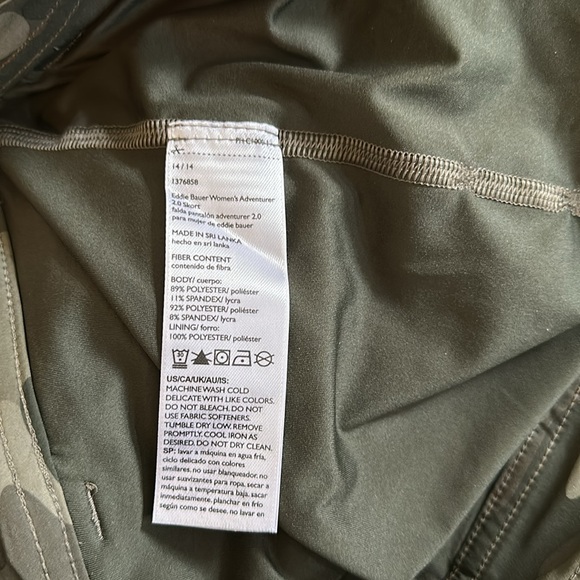 14 / 14
1376858
Eddie Bauer Women's Adventurer
2.0 Skort
falda pantalón adventurer 2.0
para mujer de eddie bauer
MADE IN SRI LANKA
hecho en sri lanka
FIBER CONTENT
contenido de fibra
BODY/ cuerpo:
89% POLYESTER/ poliéster
11% SPANDEX/ lycra
92% POLYESTER/ poliéster
8% SPANDEX/ lycra
LINING/ forro:
100% POLYESTER/ poliéster
30
US/CA/UK/AU/IS:
MACHINE WASH COLD
DELICATE WITH LIKE COLORS.
DO NOT BLEACH. DO NOT
USE FABRIC SOFTENERS.
TUMBLE DRY LOW. REMOVE
PROMPTLY. COOL IRON AS
DESIRED. DO NOT DRY CLEAN.
SP: lavar a máquina en agua fría,
ciclo delicado con colores
similares. no usar blanqueador. no
usar suavizantes para ropa, secar a
máquina a temperatura baja. sacar
inmediatamente. planchar en frío
según como se desee. no lavar en